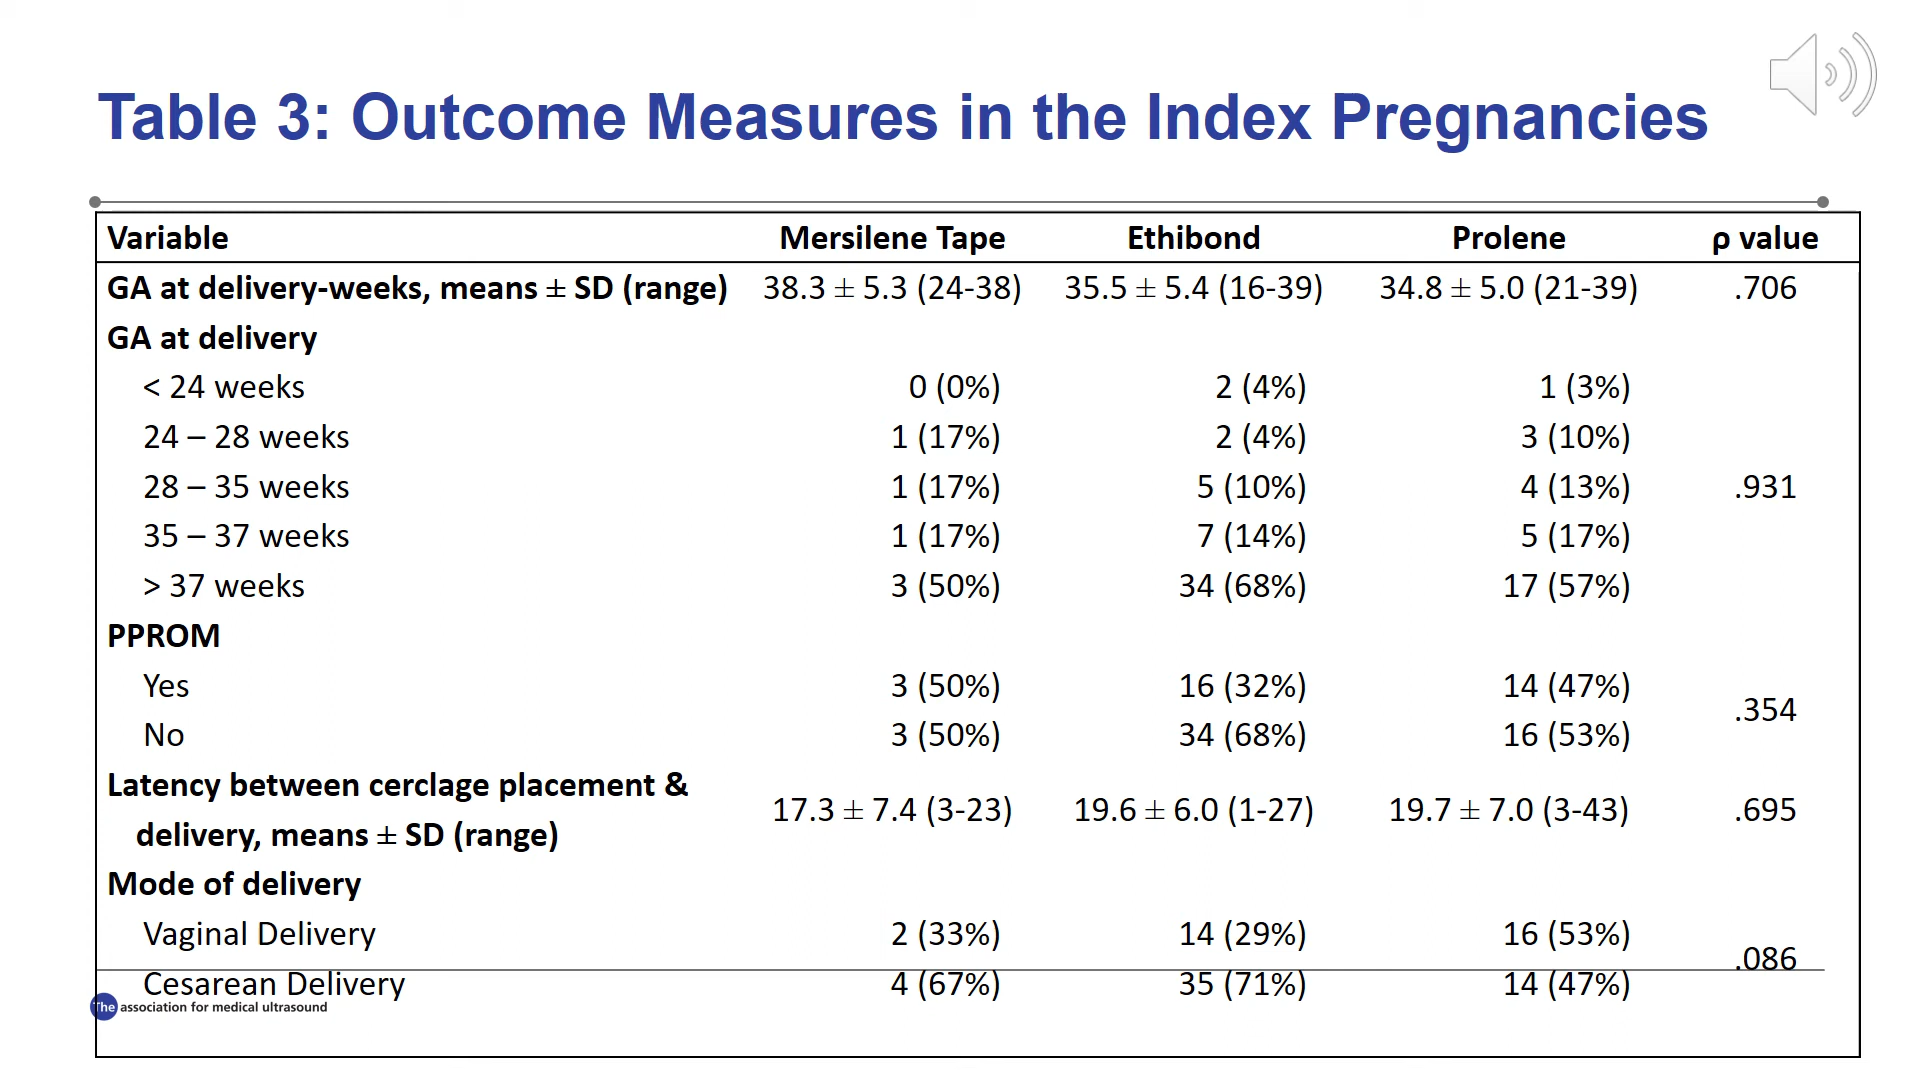 Table 3: Outcome Measures in the Index Pregnancies
Variable Mersilene Tape Ethibond Prolene ρ value
GA at delivery-weeks, means ± SD (range) 38.3 ± 5.3 (24-38) 35.5 ± 5.4 (16-39) 34.8 ± 5.0 (21-39) .706
GA at delivery
< 24 weeks 0 (0%) 2 (4%) 1 (3%)
24 – 28 weeks 1 (17%) 2 (4%) 3 (10%)
28 – 35 weeks 1 (17%) 5 (10%) 4 (13%) .931
35 – 37 weeks 1 (17%) 7 (14%) 5 (17%)
> 37 weeks 3 (50%) 34 (68%) 17 (57%)
PPROM
Yes 3 (50%) 16 (32%) 14 (47%)
.354
No 3 (50%) 34 (68%) 16 (53%)
Latency between cerclage placement &
17.3 ± 7.4 (3-23) 19.6 ± 6.0 (1-27) 19.7 ± 7.0 (3-43) .695
delivery, means ± SD (range)
Mode of delivery
Vaginal Delivery 2 (33%) 14 (29%) 16 (53%)
.086
Cesarean Delivery 4 (67%) 35 (71%) 14 (47%)
The association for medical ultrasound